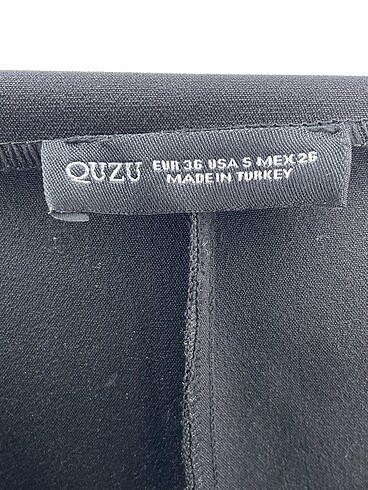 QUZU EUR 36 USA S MEX 26
MADE IN TURKEY